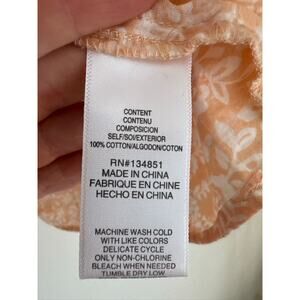 CONTENT
CONTENU
COMPOSICION
SELF/SOI/EXTERIOR
100% COTTON/ALGODON/COTON
RN#134851
MADE IN CHINA
FABRIQUE EN CHINE
HECHO EN CHINA
MACHINE WASH COLD
WITH LIKE COLORS
DELICATE CYCLE
ONLY NON-CHLORINE
BLEACH WHEN NEEDED
TUMBLE DRY LOW